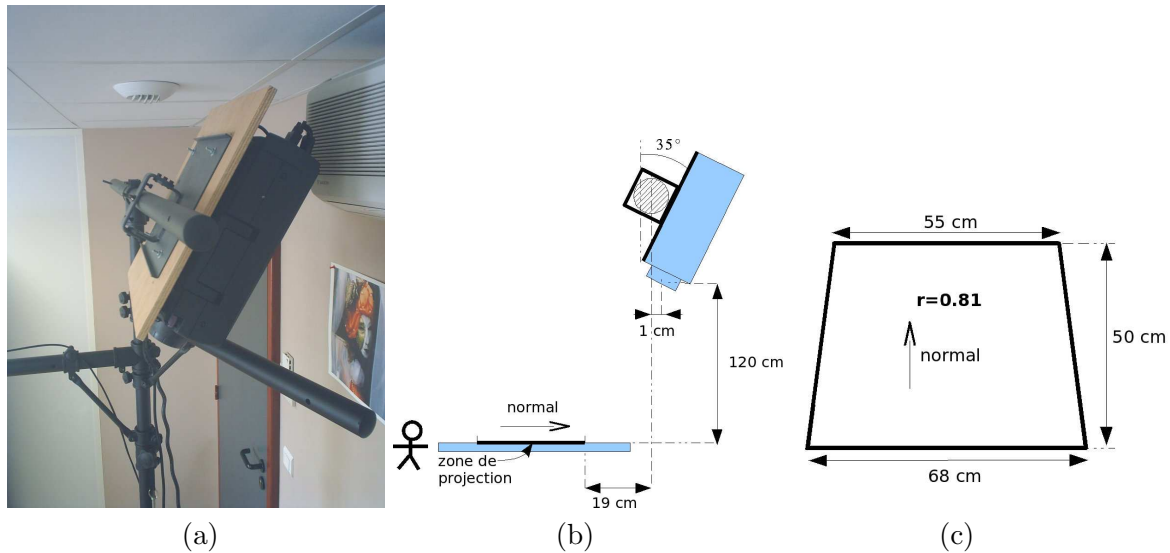 35°
1 cm
120 cm
normal
zone de
projection
19 cm
55 cm
r=0.81
normal
50 cm
68 cm
(a)
(b)
(c)